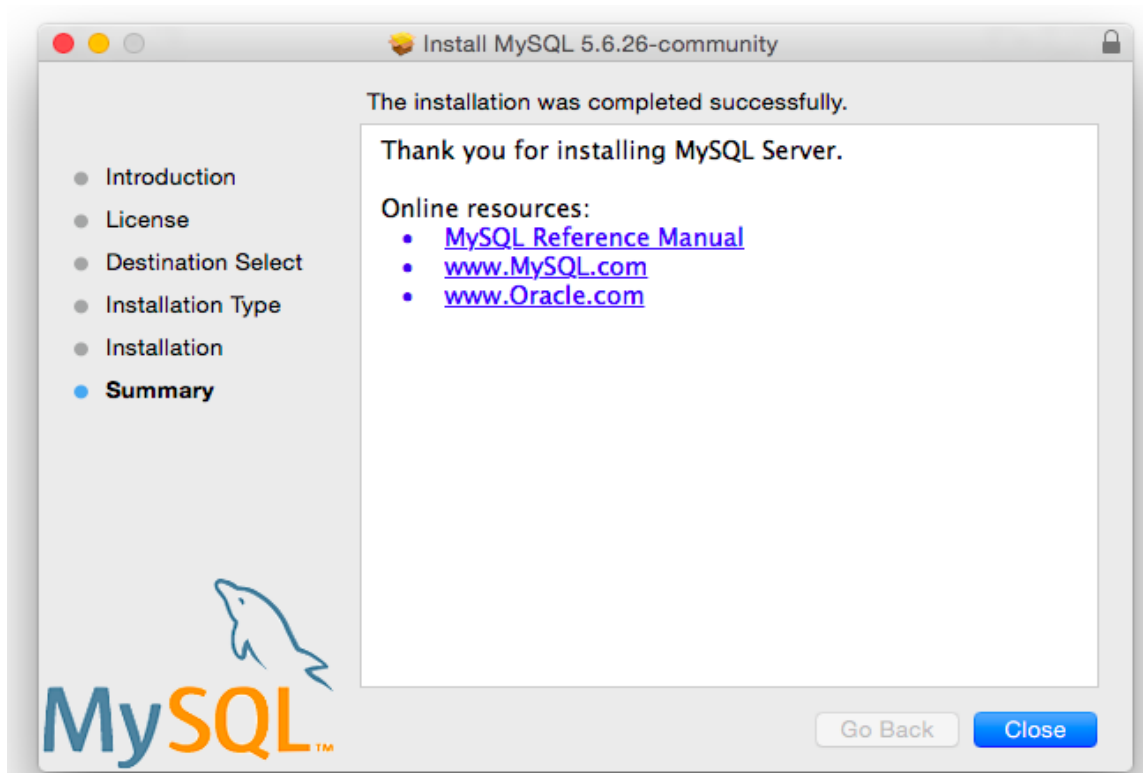 Install MySQL 5.6.26-community
The installation was completed successfully.
Introduction
License
Destination Select
Installation Type
Installation
Summary
Thank you for installing MySQL Server.
Online resources:
• MySQL Reference Manual
• www.MySQL.com
• www.Oracle.com
MySQL™
Go Back
Close